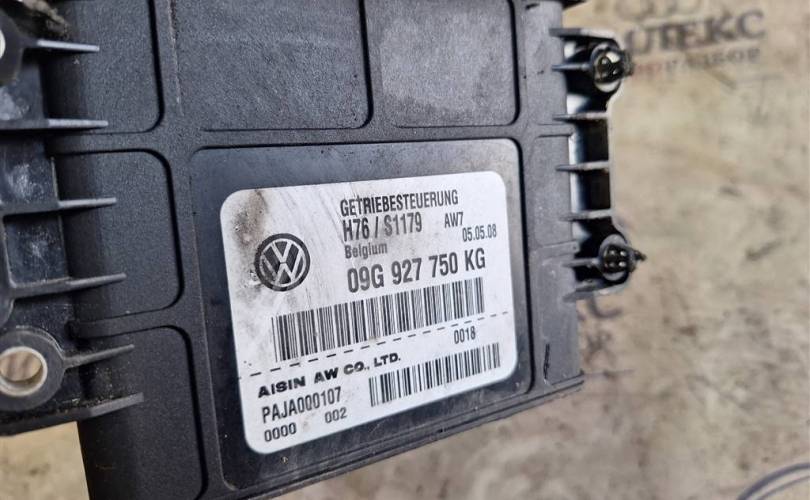 GETRIEBESTEUERUNG
H76 / S1179 AW7
Belgium 05.05.08
09G 927 750 KG
0018
AISIN AW CO., LTD.
PAJA000107
0000 002